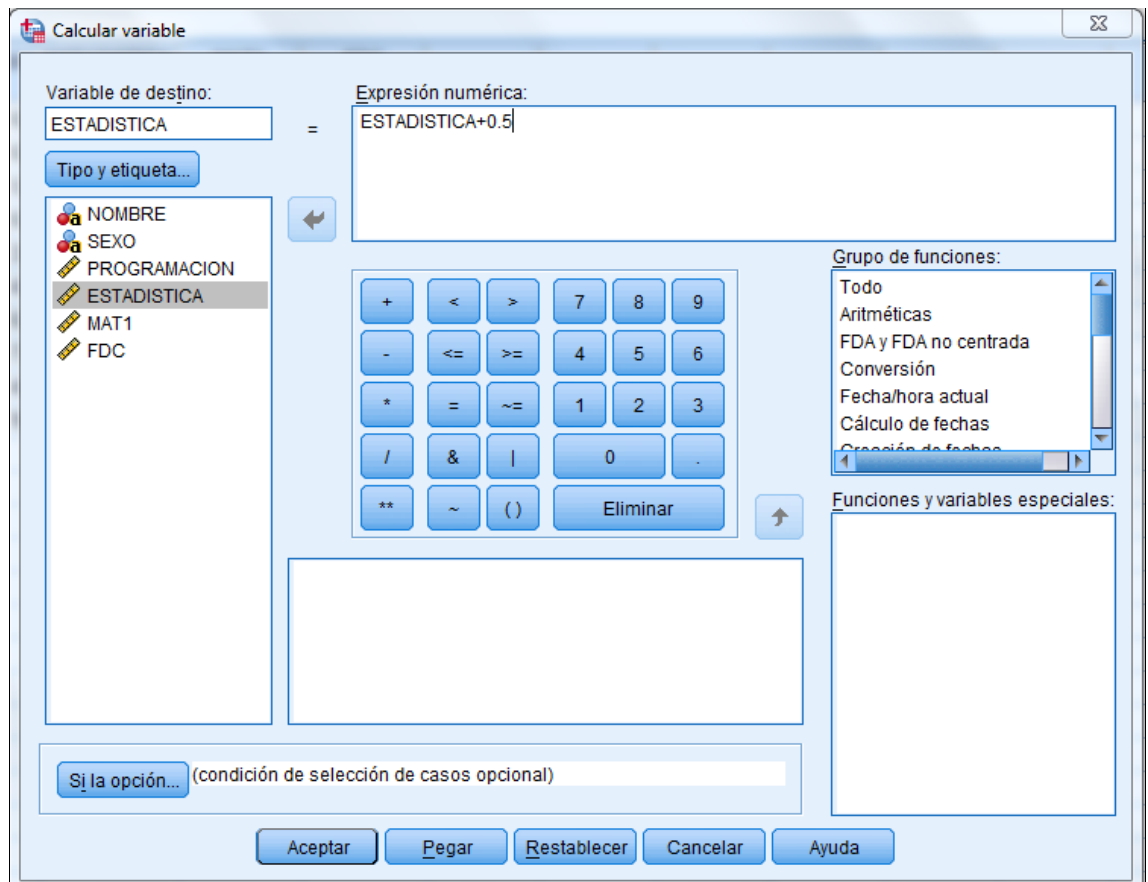 Calcular variable
Variable de destino:
Expresión numérica:
ESTADISTICA
=
ESTADISTICA+0.5
Tipo y etiqueta...
NOMBRE
SEXO
PROGRAMACION
ESTADISTICA
MAT1
FDC
+ < > 7 8 9
- <= >= 4 5 6
* = ~= 1 2 3
/ & | 0 .
** ~ ( ) Eliminar
Grupo de funciones:
Todo
Aritméticas
FDA y FDA no centrada
Conversión
Fecha/hora actual
Cálculo de fechas
Creación de fechas
Funciones y variables especiales:
Si la opción... (condición de selección de casos opcional)
Aceptar Pegar Restablecer Cancelar Ayuda